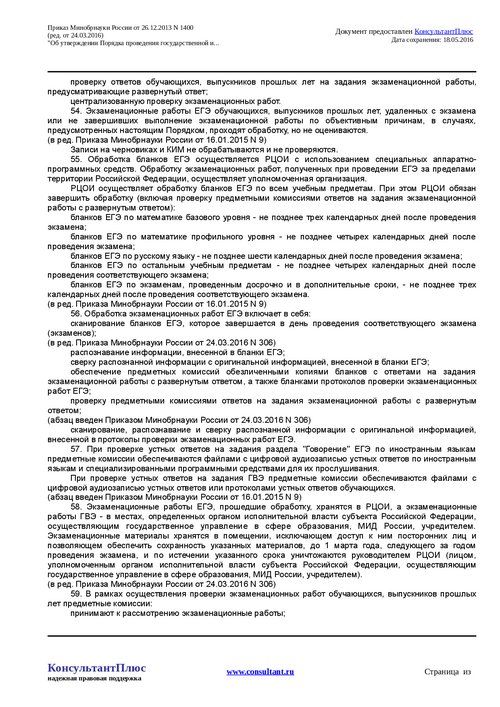 Приказ Минобрнауки России от 26.12.2013 N 1400
(ред. от 24.03.2016)
"Об утверждении Порядка проведения государственной и...
Документ предоставлен КонсультантПлюс
Дата сохранения: 18.05.2016
проверку ответов обучающихся, выпускников прошлых лет на задания экзаменационной работы,
предусматривающие развернутый ответ;
централизованную проверку экзаменационных работ.
54. Экзаменационные работы ЕГЭ обучающихся, выпускников прошлых лет, удаленных с экзамена
или не завершивших выполнение экзаменационной работы по объективным причинам, в случаях,
предусмотренных настоящим Порядком, проходят обработку, но не оцениваются.
(в ред. Приказа Минобрнауки России от 16.01.2015 N 9)
Записи на черновиках и КИМ не обрабатываются и не проверяются.
55. Обработка бланков ЕГЭ осуществляется РЦОИ с использованием специальных аппаратно-
программных средств. Обработку экзаменационных работ, полученных при проведении ЕГЭ за пределами
территории Российской Федерации, осуществляет уполномоченная организация.
РЦОИ осуществляет обработку бланков ЕГЭ по всем учебным предметам. При этом РЦОИ обязан
завершить обработку (включая проверку предметными комиссиями ответов на задания экзаменационной
работы с развернутым ответом):
бланков ЕГЭ по математике базового уровня - не позднее трех календарных дней после проведения
экзамена;
бланков ЕГЭ по математике профильного уровня - не позднее четырех календарных дней после
проведения экзамена;
бланков ЕГЭ по русскому языку - не позднее шести календарных дней после проведения экзамена;
бланков ЕГЭ по остальным учебным предметам - не позднее четырех календарных дней после
проведения соответствующего экзамена;
бланков ЕГЭ по экзаменам, проведенным досрочно и в дополнительные сроки, - не позднее трех
календарных дней после проведения соответствующего экзамена.
(в ред. Приказа Минобрнауки России от 16.01.2015 N 9)
56. Обработка экзаменационных работ ЕГЭ включает в себя:
сканирование бланков ЕГЭ, которое завершается в день проведения соответствующего экзамена
(экзаменов);
(в ред. Приказа Минобрнауки России от 24.03.2016 N 306)
распознавание информации, внесенной в бланки ЕГЭ;
сверку распознанной информации с оригинальной информацией, внесенной в бланки ЕГЭ;
обеспечение предметных комиссий обезличенными копиями бланков с ответами на задания
экзаменационной работы с развернутым ответом, а также бланками протоколов проверки экзаменационных
работ ЕГЭ;
проверку предметными комиссиями ответов на задания экзаменационной работы с развернутым
ответом;
(абзац введен Приказом Минобрнауки России от 24.03.2016 N 306)
сканирование, распознавание и сверку распознанной информации с оригинальной информацией,
внесенной в протоколы проверки экзаменационных работ ЕГЭ.
57. При проверке устных ответов на задания раздела "Говорение" ЕГЭ по иностранным языкам
предметные комиссии обеспечиваются файлами с цифровой аудиозаписью устных ответов по иностранным
языкам и специализированными программными средствами для их прослушивания.
При проверке устных ответов на задания ГВЭ предметные комиссии обеспечиваются файлами с
цифровой аудиозаписью устных ответов или протоколами устных ответов обучающихся.
(абзац введен Приказом Минобрнауки России от 16.01.2015 N 9)
58. Экзаменационные работы ЕГЭ, прошедшие обработку, хранятся в РЦОИ, а экзаменационные
работы ГВЭ - в местах, определенных органом исполнительной власти субъекта Российской Федерации,
осуществляющим государственное управление в сфере образования, МИД России, учредителем.
Экзаменационные материалы хранятся в помещении, исключающем доступ к ним посторонних лиц и
позволяющем обеспечить сохранность указанных материалов, до 1 марта года, следующего за годом
проведения экзамена, и по истечении указанного срока уничтожаются руководителем РЦОИ (лицом,
уполномоченным органом исполнительной власти субъекта Российской Федерации, осуществляющим
государственное управление в сфере образования, МИД России, учредителем).
(в ред. Приказа Минобрнауки России от 24.03.2016 N 306)
59. В рамках осуществления проверки экзаменационных работ обучающихся, выпускников прошлых
лет предметные комиссии:
принимают к рассмотрению экзаменационные работы;
КонсультантПлюс
надежная правовая поддержка
www.consultant.ru
Страница из